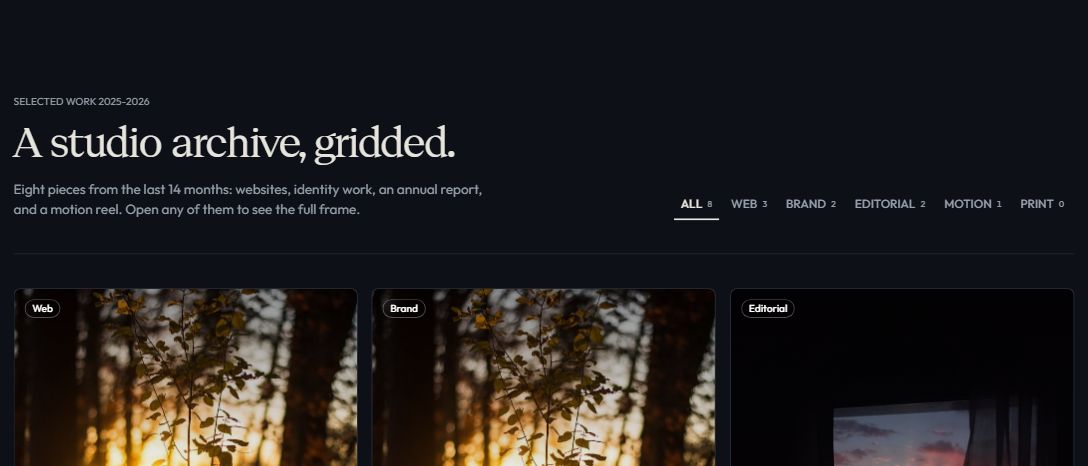 SELECTED WORK 2025-2026
A studio archive, gridded.
Eight pieces from the last 14 months: websites, identity work, an annual report,
and a motion reel. Open any of them to see the full frame.
ALL 8 WEB 3 BRAND 2 EDITORIAL 2 MOTION 1 PRINT 0
Web
Brand
Editorial